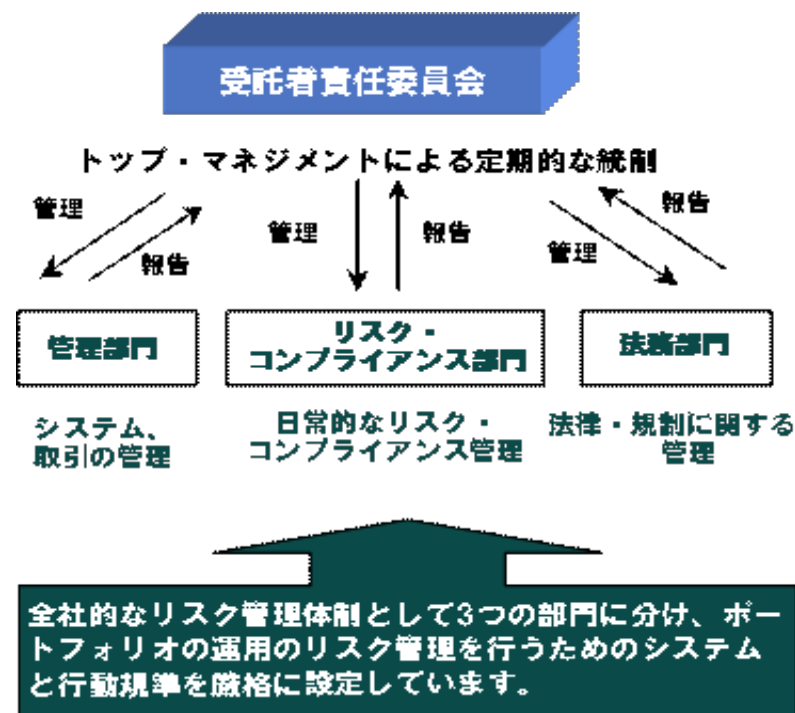 受託者責任委員会
トップ・マネジメントによる定期的な統制
管理
報告
管理
報告
管理
報告
管理部門
リスク・
コンプライアンス部門
法務部門
システム、
取引の管理
日常的なリスク・
コンプライアンス管理
法律・規制に関する
管理
全社的なリスク管理体制として3つの部門に分け、ポー
トフォリオの運用のリスク管理を行うためのシステム
と行動規準を厳格に設定しています。